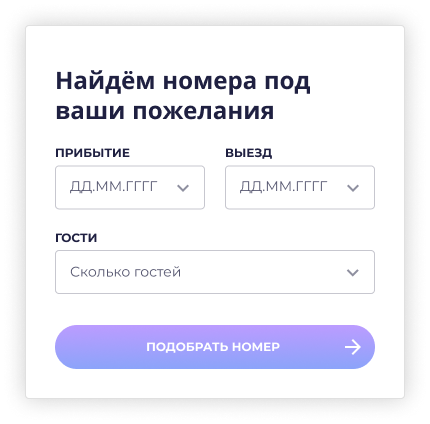 Найдём номера под
ваши пожелания
ПРИБЫТИЕ
ВЫЕЗД
ДД.ММ.ГГГГ
ДД.ММ.ГГГГ
ГОСТИ
Сколько гостей
ПОДОБРАТЬ НОМЕР